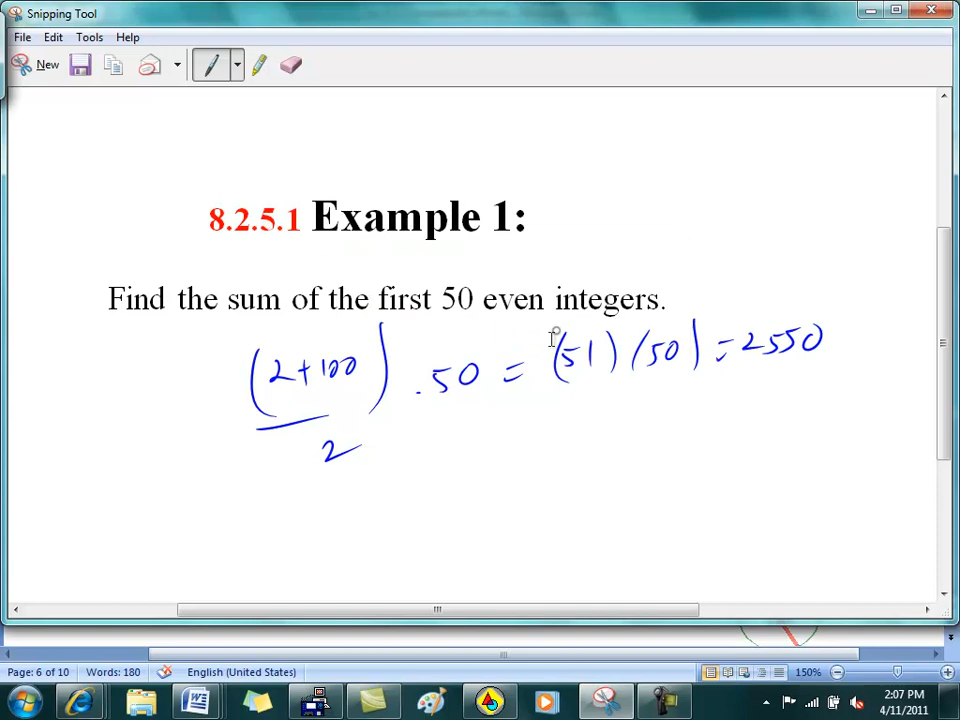 Snipping Tool
File Edit Tools Help
New
8.2.5.1 Example 1:
Find the sum of the first 50 even integers.
(2+100) . 50 = (51) (50) = 2550
2
Page: 6 of 10 Words: 180 English (United States) 150%
2:07 PM
4/11/2011